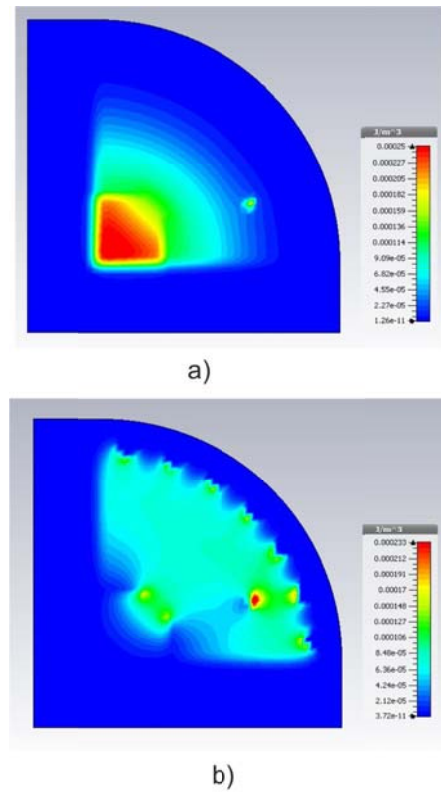 J/m^3
0.00025
0.000227
0.000205
0.000182
0.000159
0.000136
0.000114
9.09e-05
6.82e-05
4.55e-05
2.27e-05
1.26e-11
a)
J/m^3
0.000233
0.000212
0.000191
0.00017
0.000148
0.000127
0.000106
8.48e-05
6.36e-05
4.24e-05
2.12e-05
3.72e-11
b)